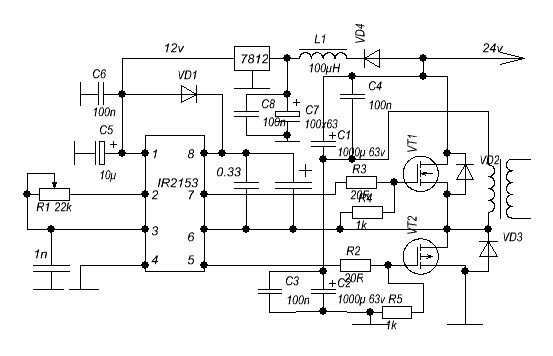 L1
VD4
12v
7812
24v
100µH
C6
VD1
C4
100n
100n
C8
C7
100n
100x63
C5
C1
10µ
1000µ 63v
VT1
1
8
0.33
IR2153
R3
20R
VD2
R1 22k
2
7
R4
1k
3
6
VT2
1n
R2
VD3
4
5
20R
C3
C2
100n
1000µ 63v
R5
1k